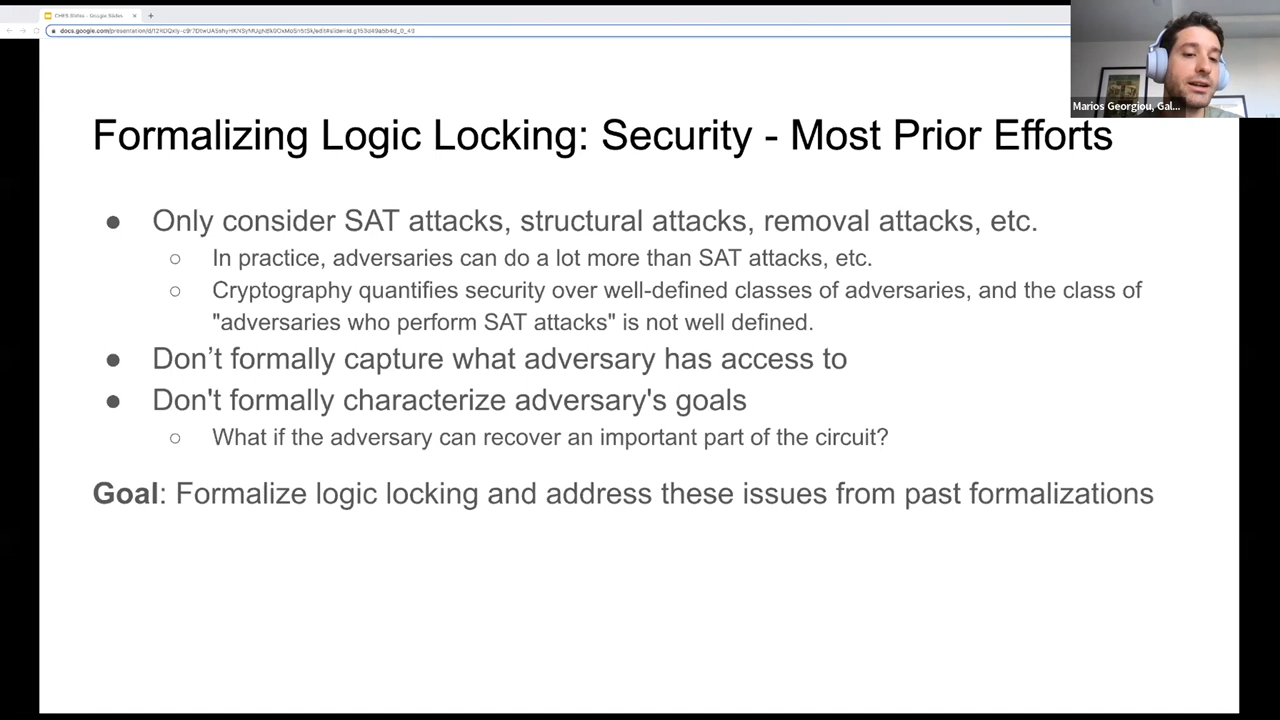 CHES Slides - Google Slides
Marios Georgiou, Gal...
Formalizing Logic Locking: Security - Most Prior Efforts
● Only consider SAT attacks, structural attacks, removal attacks, etc.
○ In practice, adversaries can do a lot more than SAT attacks, etc.
○ Cryptography quantifies security over well-defined classes of adversaries, and the class of
"adversaries who perform SAT attacks" is not well defined.
● Don’t formally capture what adversary has access to
● Don't formally characterize adversary's goals
○ What if the adversary can recover an important part of the circuit?
Goal: Formalize logic locking and address these issues from past formalizations